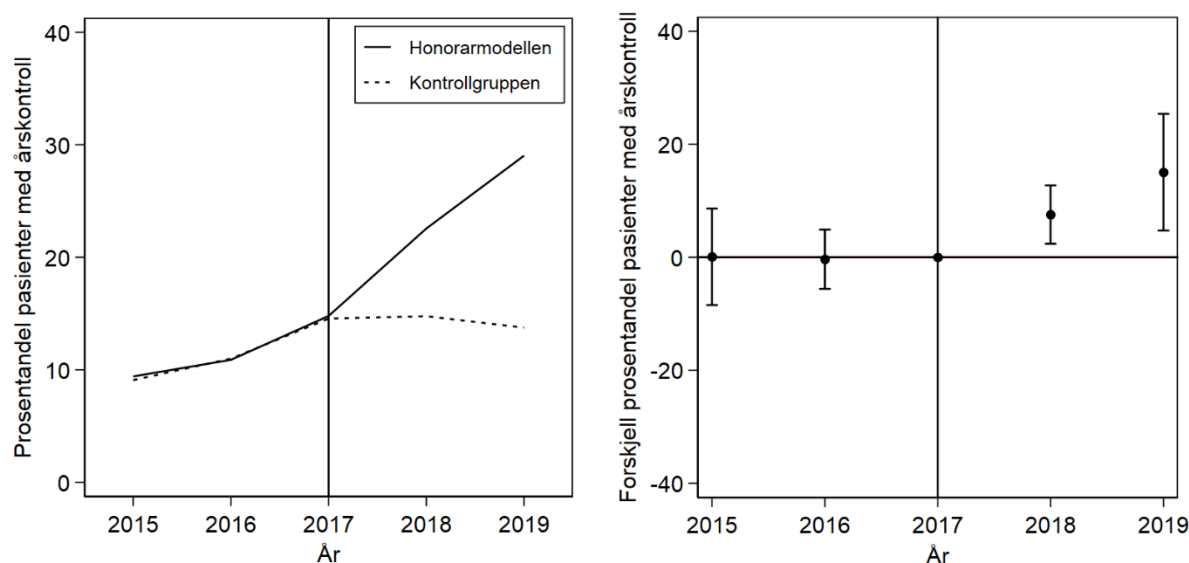 Prosentandel pasienter med årskontroll
40
30
20
10
0
Honorarmodellen
Kontrollgruppen
2015 2016 2017 2018 2019
År
Forskjell prosentandel pasienter med årskontroll
40
20
0
-20
-40
2015 2016 2017 2018 2019
År